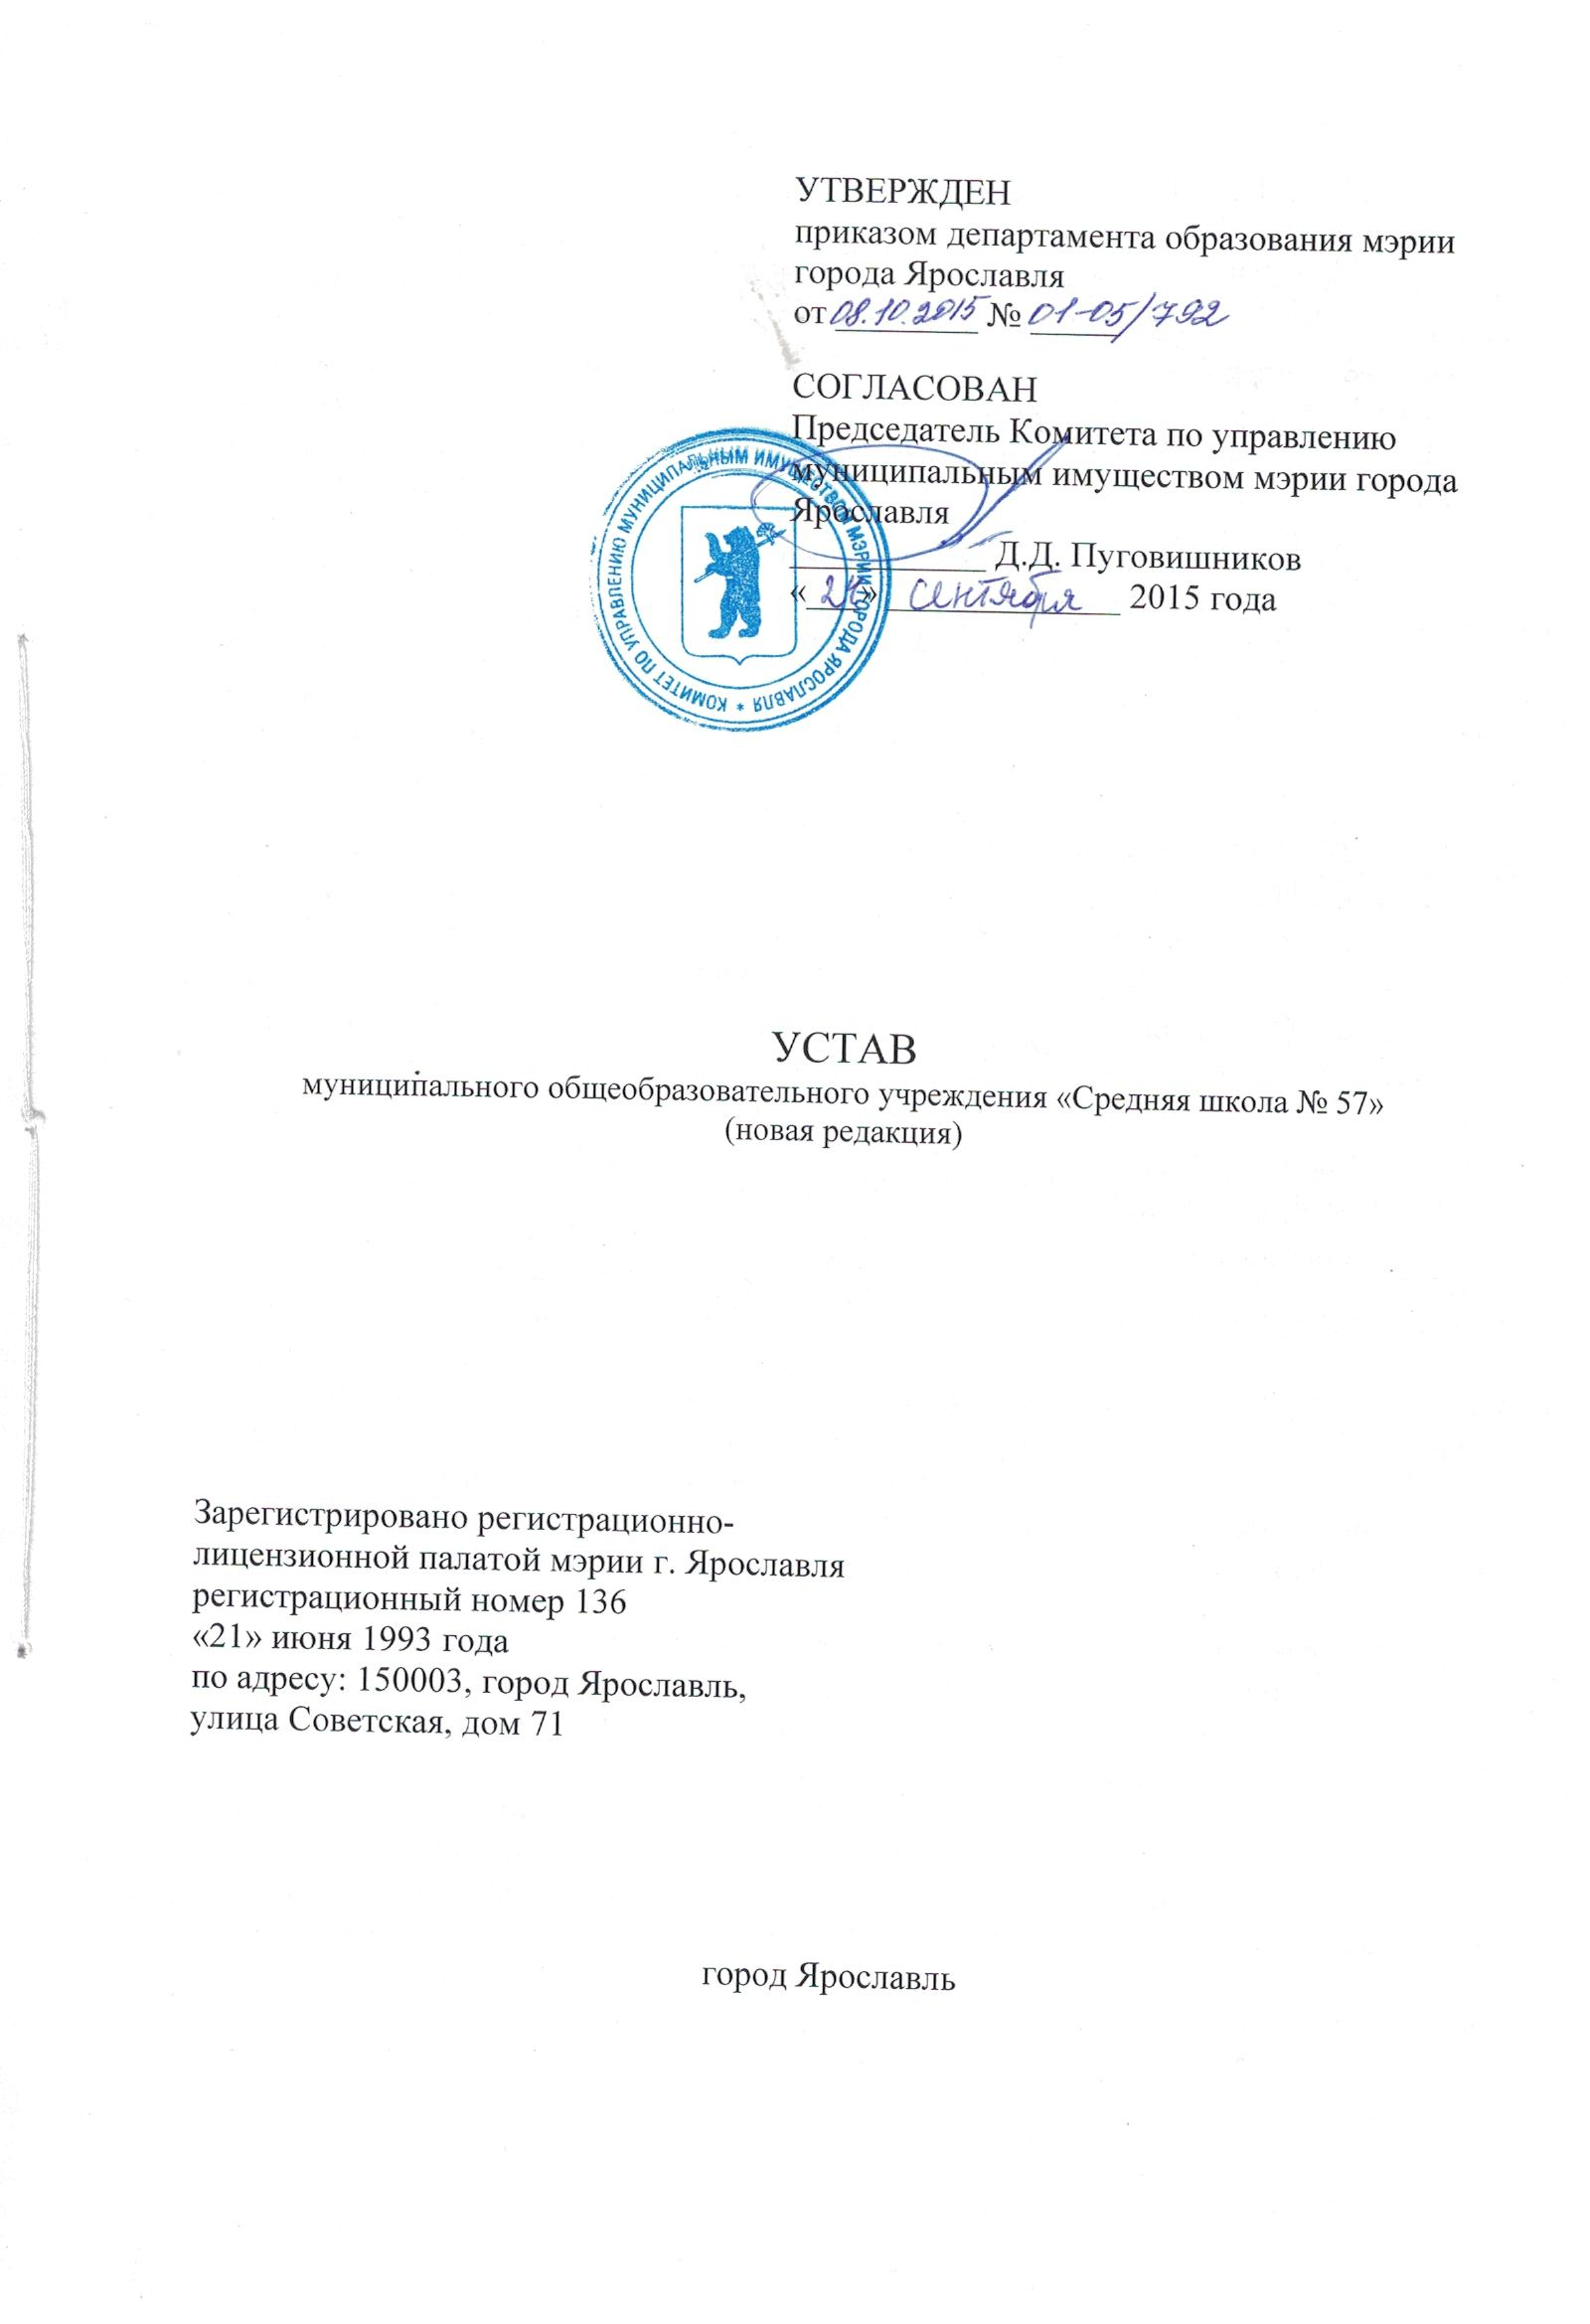 УТВЕРЖДЕН
приказом департамента образования мэрии
города Ярославля
от 08.10.2015 № 01-05/792
СОГЛАСОВАН
Председатель Комитета по управлению
муниципальным имуществом мэрии города
Ярославля
Д.Д. Пуговишников
«24» сентября 2015 года
КОМИТЕТ ПО УПРАВЛЕНИЮ МУНИЦИПАЛЬНЫМ ИМУЩЕСТВОМ МЭРИИ ГОРОДА ЯРОСЛАВЛЯ *
УСТАВ
муниципального общеобразовательного учреждения «Средняя школа № 57»
(новая редакция)
Зарегистрировано регистрационно-
лицензионной палатой мэрии г. Ярославля
регистрационный номер 136
«21» июня 1993 года
по адресу: 150003, город Ярославль,
улица Советская, дом 71
город Ярославль